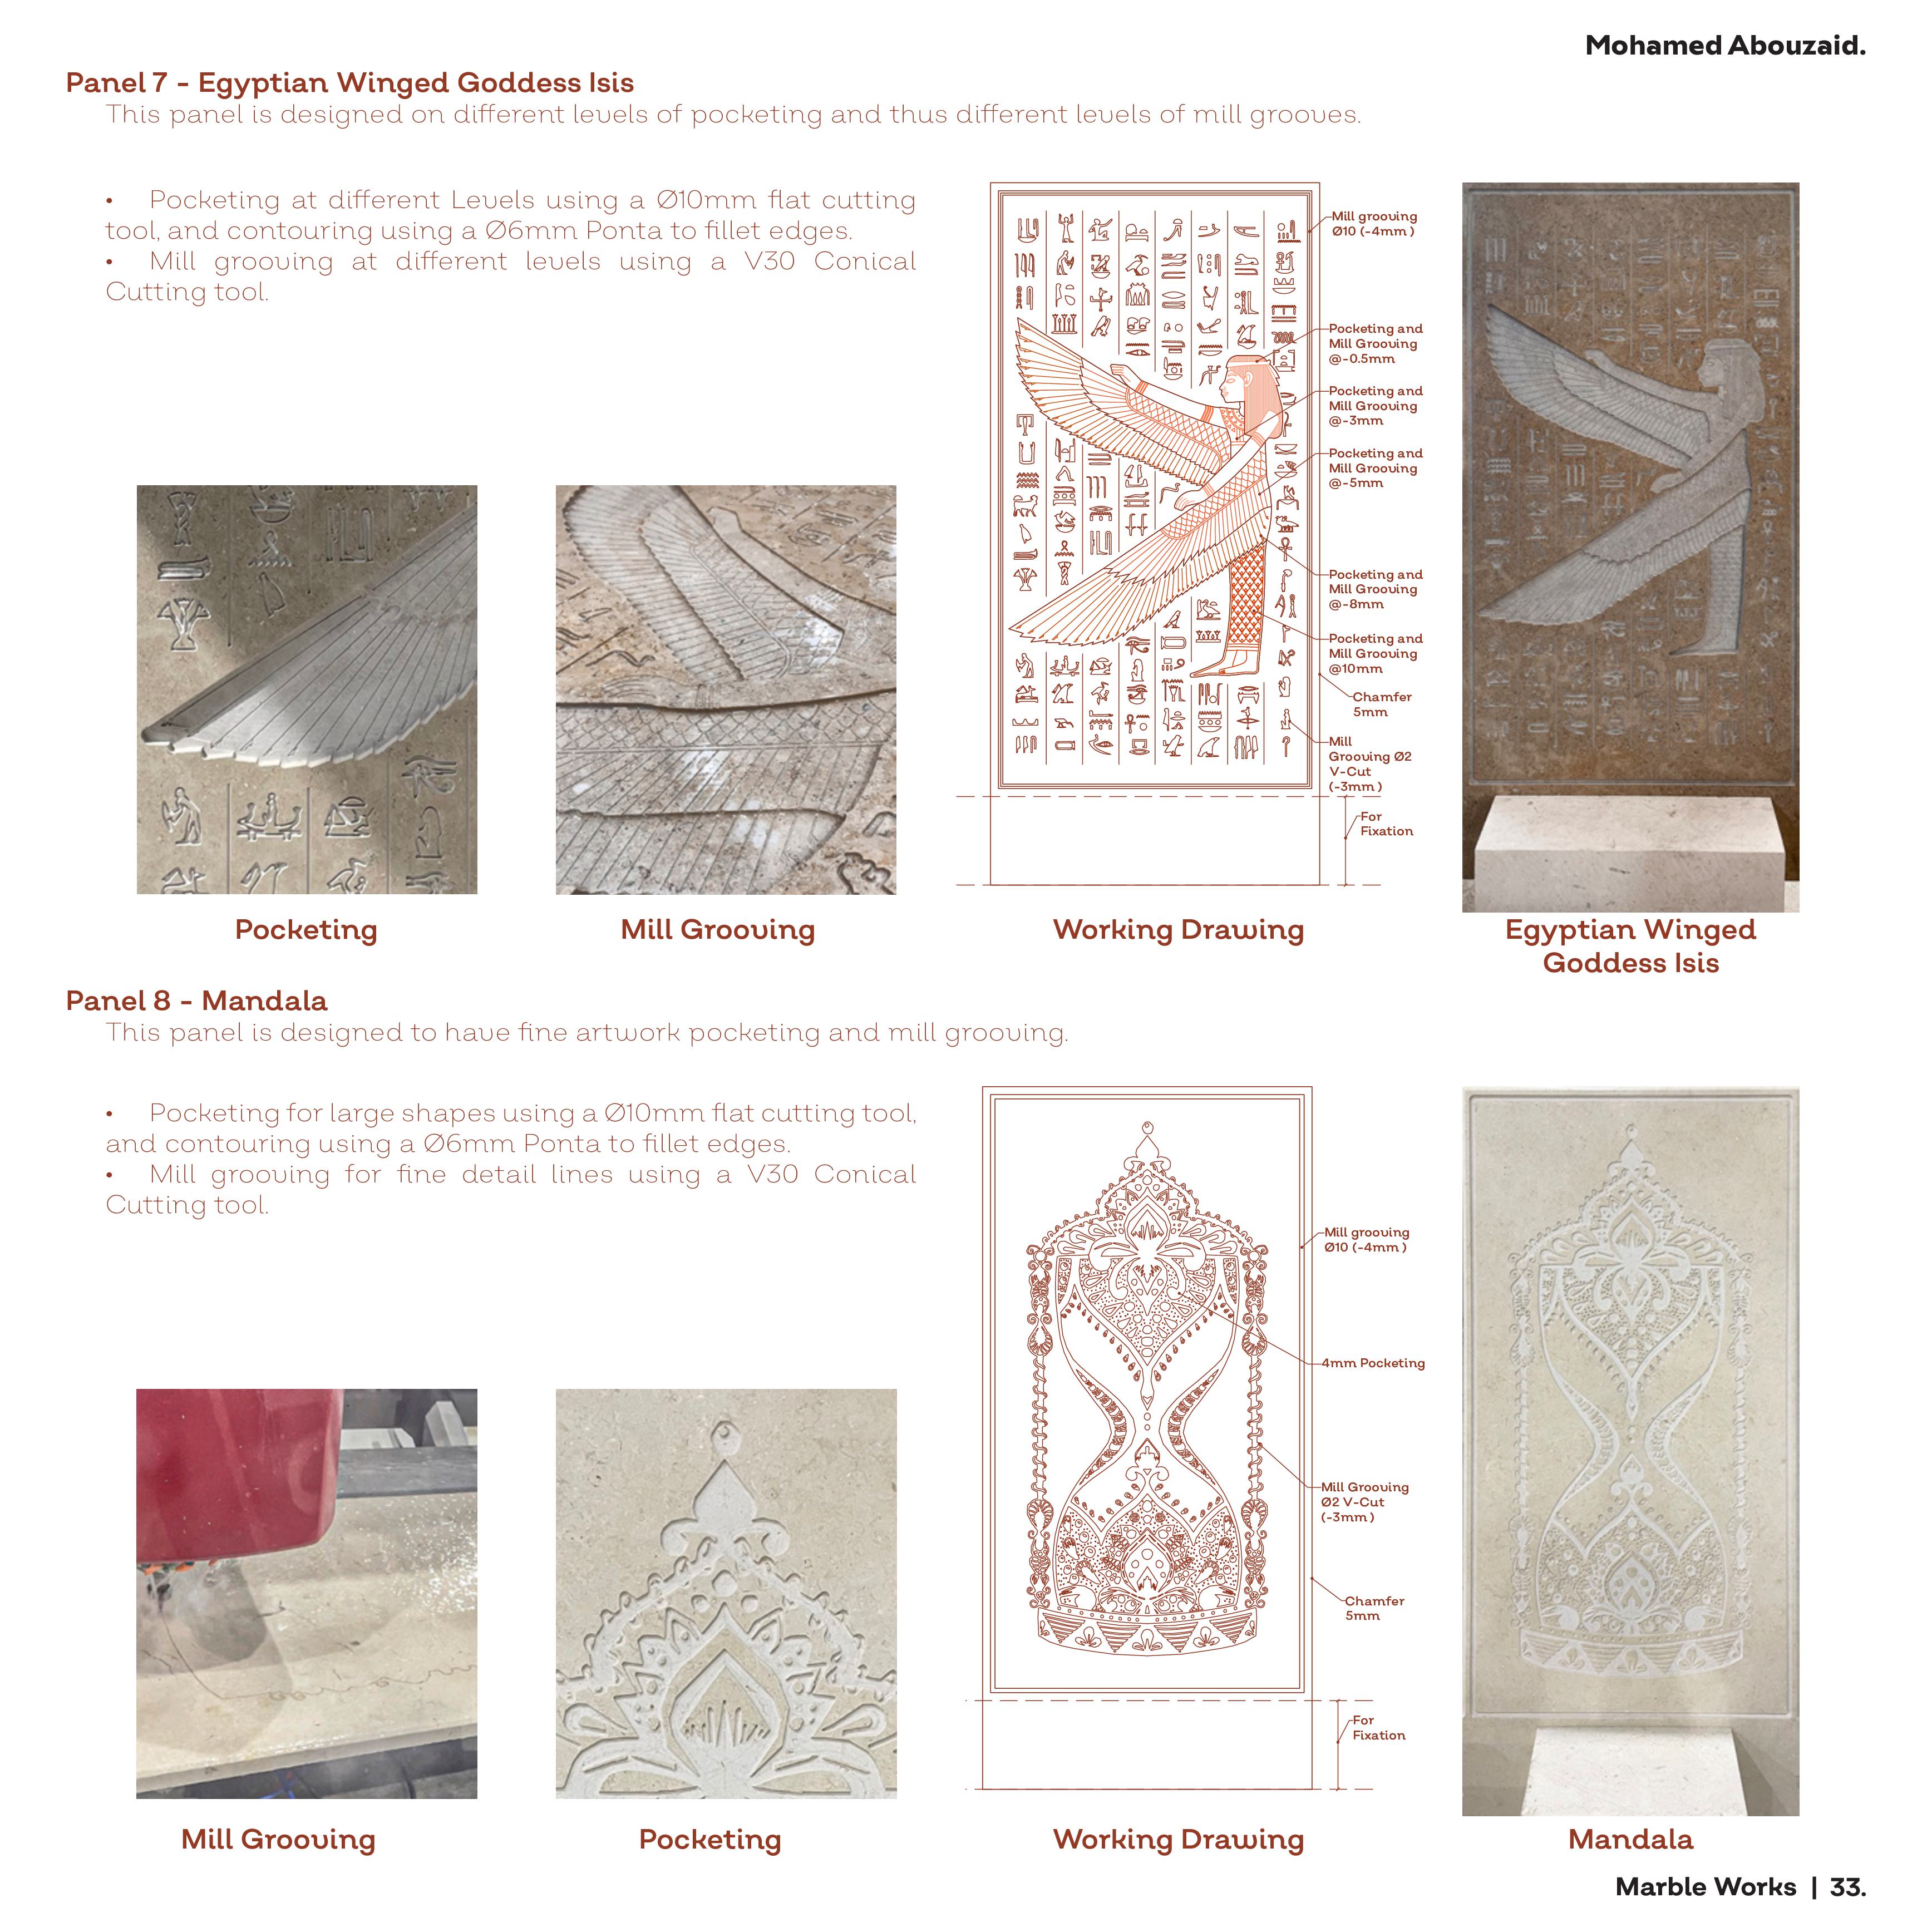 Mohamed Abouzaid.
Panel 7 - Egyptian Winged Goddess Isis
This panel is designed on different levels of pocketing and thus different levels of mill grooves.
• Pocketing at different Levels using a Ø10mm flat cutting
tool, and contouring using a Ø6mm Ponta to fillet edges.
• Mill grooving at different levels using a V30 Conical
Cutting tool.
Mill grooving
Ø10 (-4mm )
Pocketing and
Mill Grooving
@-0.5mm
Pocketing and
Mill Grooving
@-3mm
Pocketing and
Mill Grooving
@-5mm
Pocketing and
Mill Grooving
@-8mm
Pocketing and
Mill Grooving
@10mm
Chamfer
5mm
Mill
Grooving Ø2
V-Cut
(-3mm )
For
Fixation
Pocketing
Mill Grooving
Working Drawing
Egyptian Winged
Goddess Isis
Panel 8 - Mandala
This panel is designed to have fine artwork pocketing and mill grooving.
• Pocketing for large shapes using a Ø10mm flat cutting tool,
and contouring using a Ø6mm Ponta to fillet edges.
• Mill grooving for fine detail lines using a V30 Conical
Cutting tool.
Mill grooving
Ø10 (-4mm )
4mm Pocketing
Mill Grooving
Ø2 V-Cut
(-3mm )
Chamfer
5mm
For
Fixation
Mill Grooving
Pocketing
Working Drawing
Mandala
Marble Works | 33.